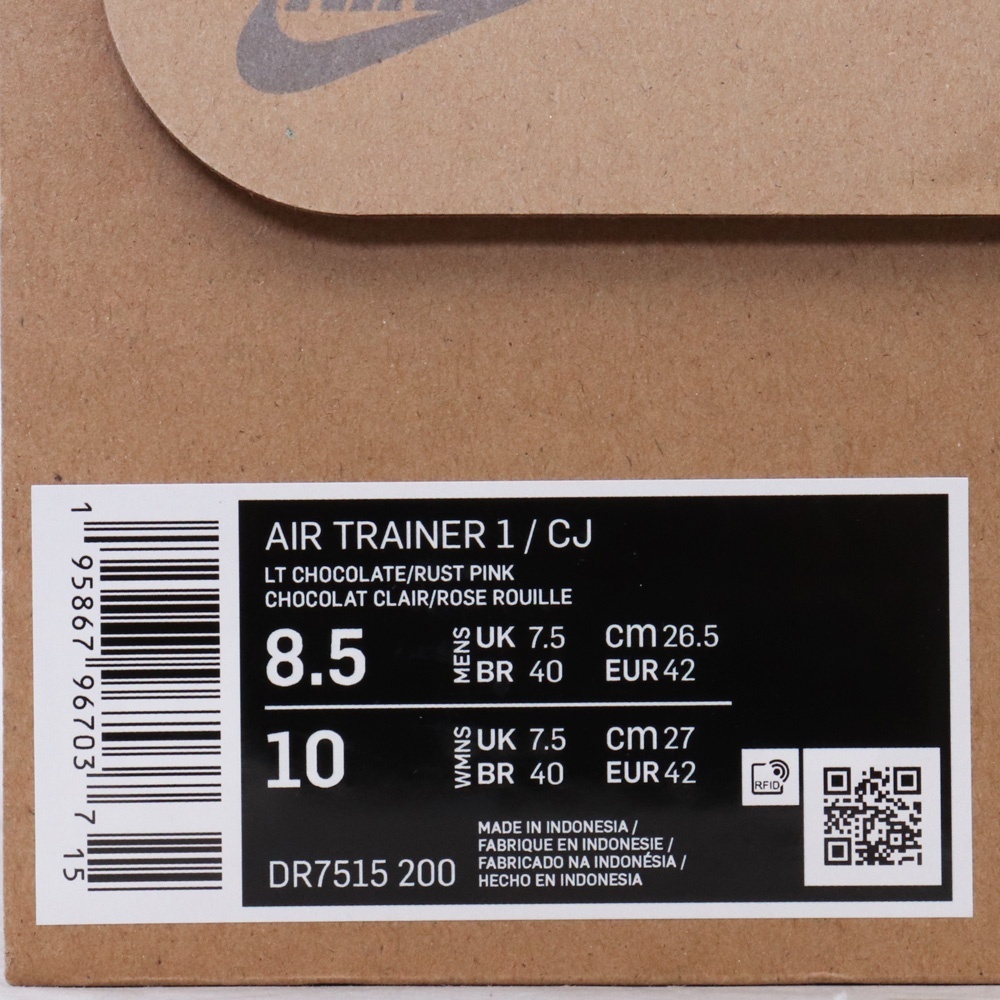 AIR TRAINER 1 / CJ
LT CHOCOLATE/RUST PINK
CHOCOLAT CLAIR/ROSE ROUILLE
8.5 MENS UK 7.5 cm 26.5
BR 40 EUR 42
10 WMNS UK 7.5 cm 27
BR 40 EUR 42
RFID
MADE IN INDONESIA /
FABRIQUE EN INDONESIE /
FABRICADO NA INDONÉSIA /
HECHO EN INDONESIA
DR7515 200
1 95867 96703 7 15